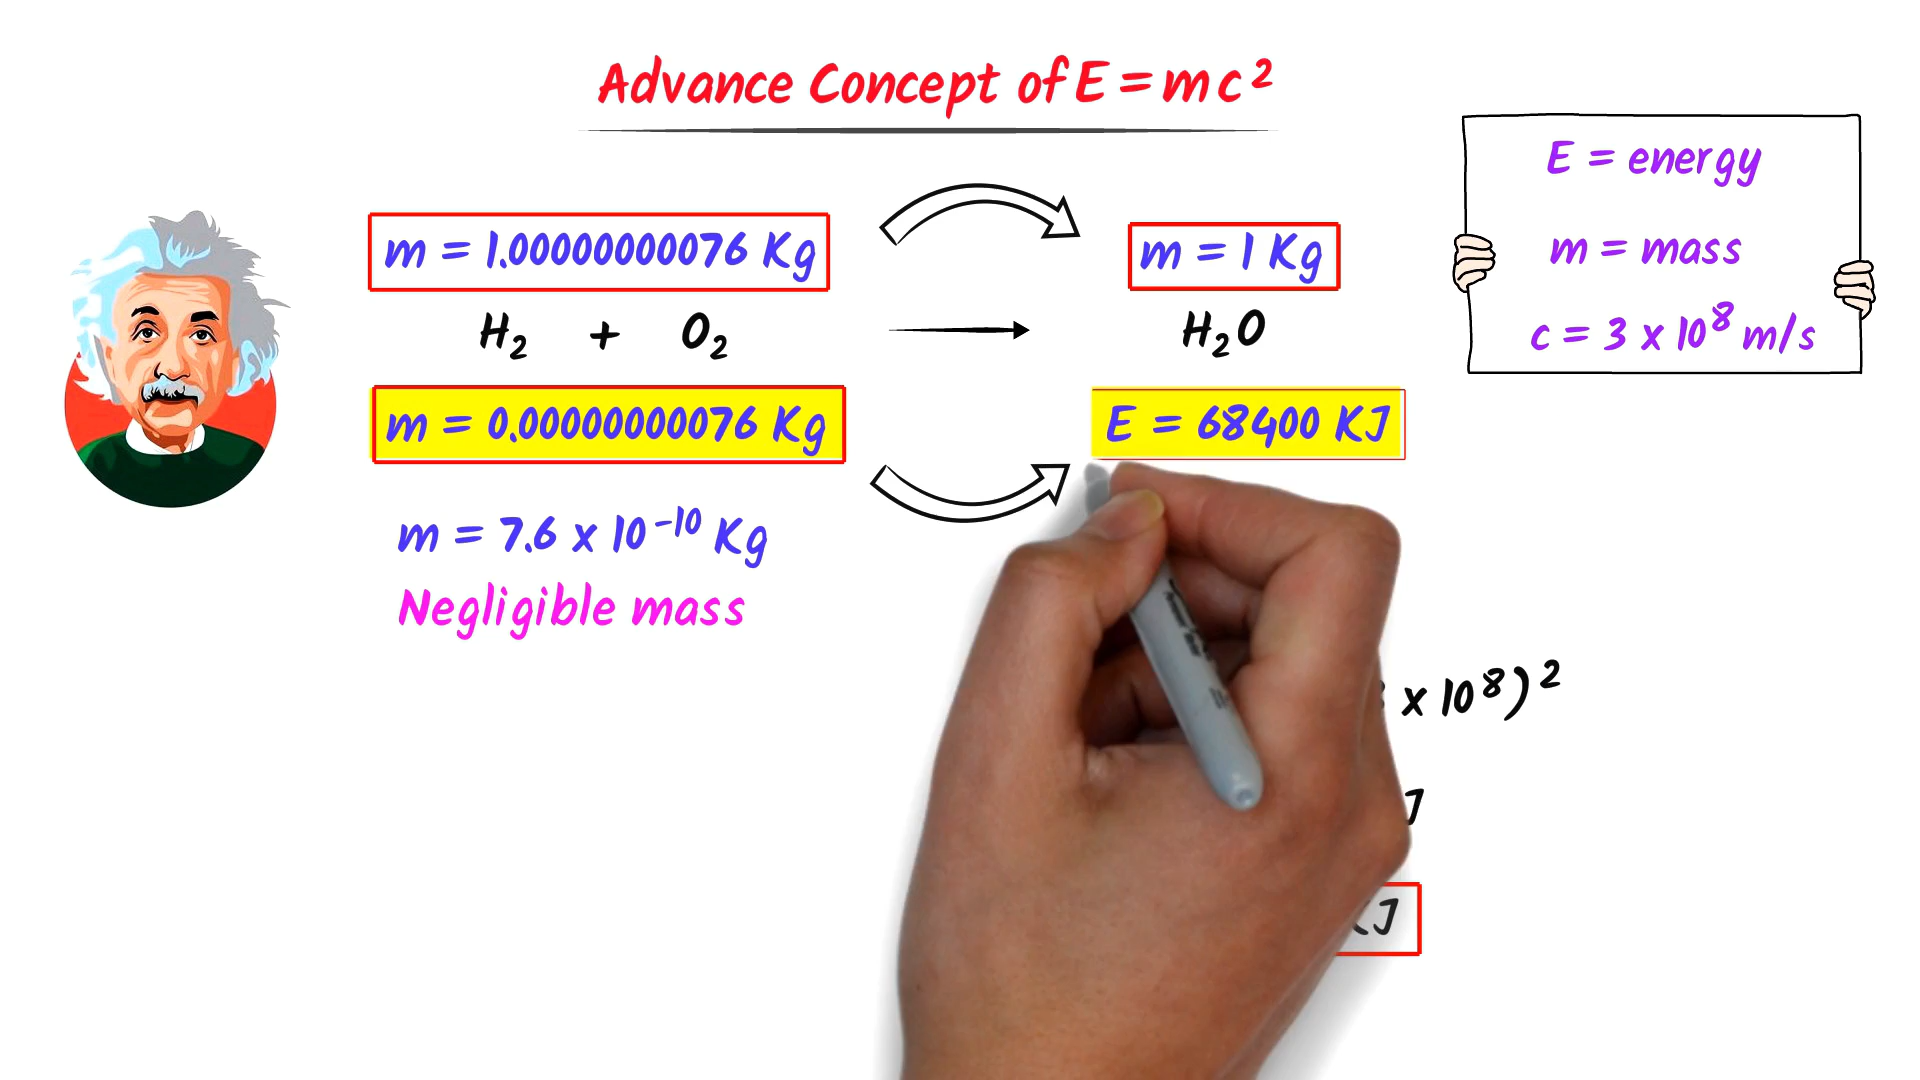 Advance Concept of E = mc²
E = energy
m = mass
c = 3 x 10⁸ m/s
m = 1.00000000076 Kg
m = 1 Kg
H₂ + O₂
H₂O
m = 0.00000000076 Kg
E = 68400 KJ
m = 7.6 x 10⁻¹⁰ Kg
Negligible mass
x 10⁸)²
J
KJ